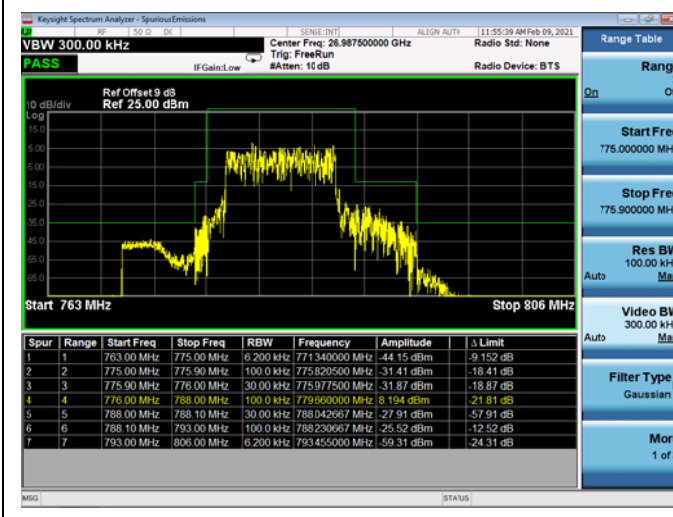 Keysight Spectrum Analyzer - Spurious Emissions
RF 50 Ω DC SENSE:INT ALIGN AUTO 11:55:39 AM Feb 09, 2021
VBW 300.00 kHz Center Freq: 26.987500000 GHz Radio Std: None
Trig: FreeRun
PASS IFGain:Low #Atten: 10 dB Radio Device: BTS
Ref Offset 9 dB
10 dB/div Ref 25.00 dBm
Log
15.0
5.00
-5.00
-15.0
-25.0
-35.0
-45.0
-55.0
-65.0
Start 763 MHz Stop 806 MHz
Spur Range Start Freq Stop Freq RBW Frequency Amplitude Δ Limit
1 1 763.00 MHz 775.00 MHz 6.200 kHz 771.340000 MHz -44.15 dBm -9.152 dB
2 2 775.00 MHz 775.90 MHz 100.0 kHz 775.820500 MHz -31.41 dBm -18.41 dB
3 3 775.90 MHz 776.00 MHz 30.00 kHz 775.977500 MHz -31.87 dBm -18.87 dB
4 4 776.00 MHz 788.00 MHz 100.0 kHz 779.660000 MHz 8.194 dBm -21.81 dB
5 5 788.00 MHz 788.10 MHz 30.00 kHz 788.042667 MHz -27.91 dBm -57.91 dB
6 6 788.10 MHz 793.00 MHz 100.0 kHz 788.230667 MHz -25.52 dBm -12.52 dB
7 7 793.00 MHz 806.00 MHz 6.200 kHz 793.455000 MHz -59.31 dBm -24.31 dB
MSG STATUS
Range Table
Rang
On O
Start Fre
775.000000 MH
Stop Fre
775.900000 MH
Res BW
100.00 kH
Auto Ma
Video BW
300.00 kH
Auto Ma
Filter Type
Gaussian
Mor
1 of